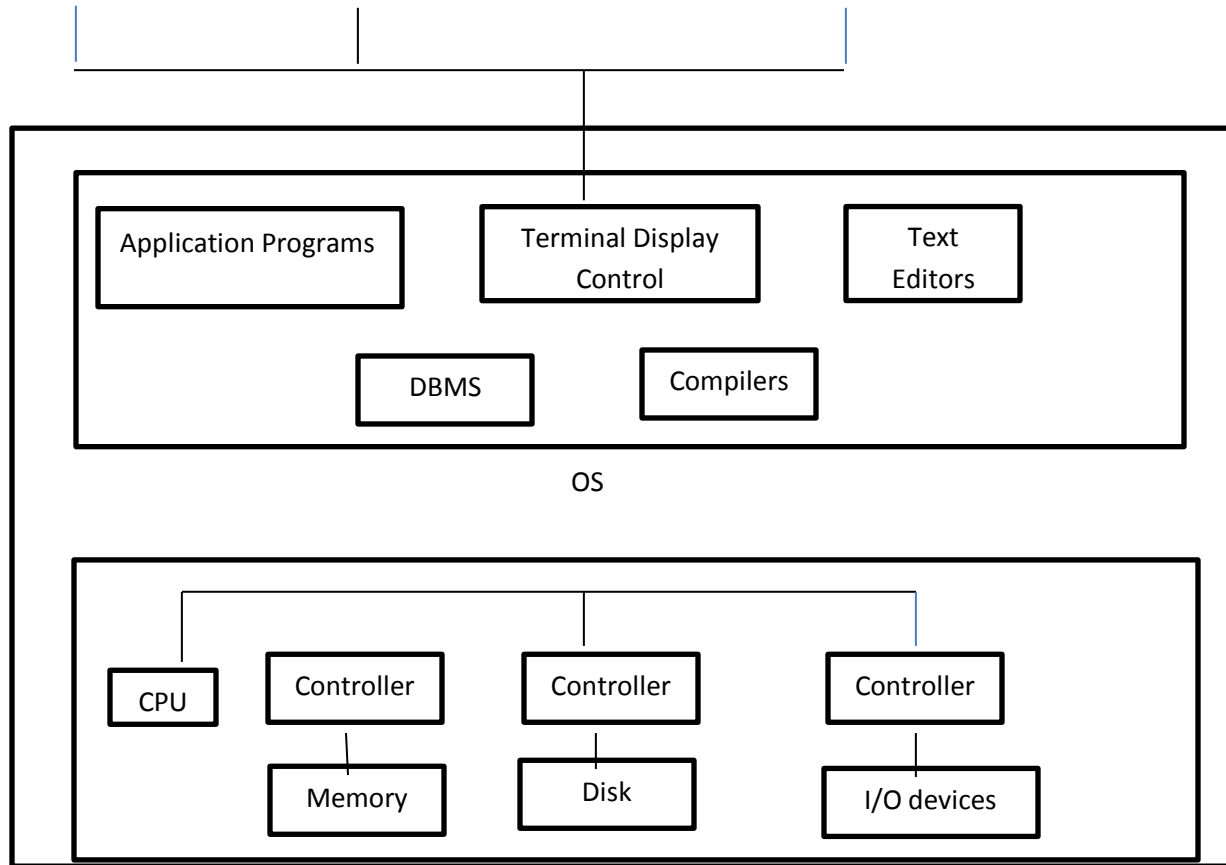 Application Programs
Terminal Display
Control
Text
Editors
DBMS
Compilers
OS
CPU
Controller
Controller
Controller
Memory
Disk
I/O devices